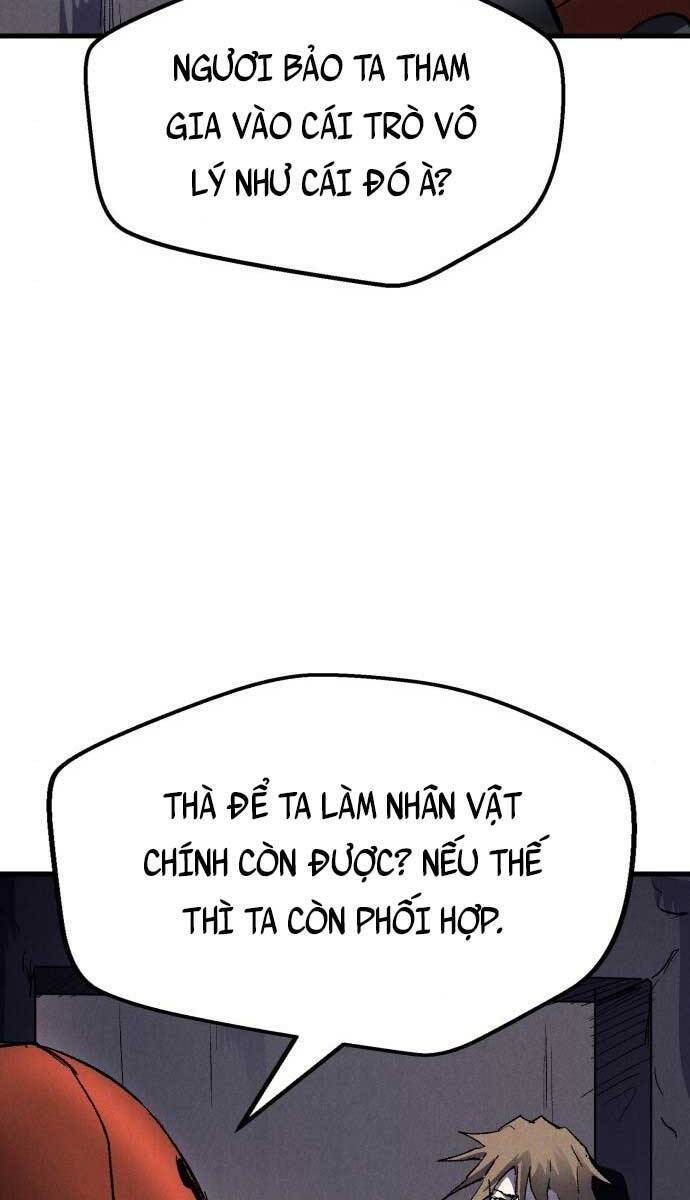 NGƯƠI BẢO TA THAM
GIA VÀO CÁI TRÒ VÔ
LÝ NHƯ CÁI ĐÓ À?
THÀ ĐỂ TA LÀM NHÂN VẬT
CHÍNH CÒN ĐƯỢC? NẾU THẾ
THÌ TA CÒN PHỐI HỢP.